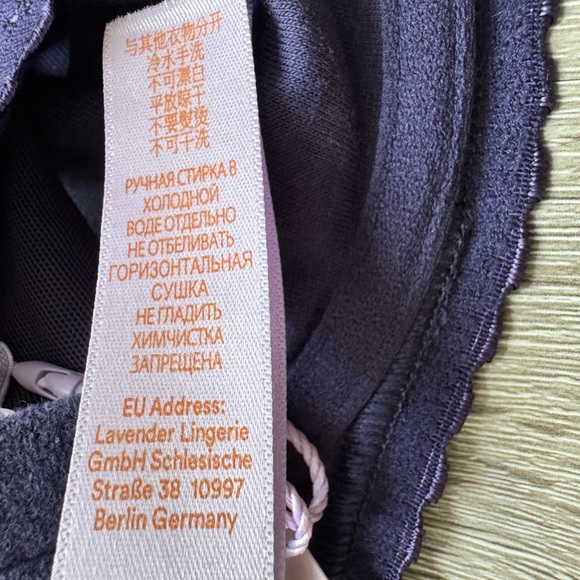 与其他衣物分开
冷水手洗
不可漂白
平放晾干
不要熨烫
不可干洗
РУЧНАЯ СТИРКА В
ХОЛОДНОЙ
ВОДЕ ОТДЕЛЬНО
НЕ ОТБЕЛИВАТЬ
ГОРИЗОНТАЛЬНАЯ
СУШКА
НЕ ГЛАДИТЬ
ХИМЧИСТКА
ЗАПРЕЩЕНА
EU Address:
Lavender Lingerie
GmbH Schlesische
Straße 38 10997
Berlin Germany